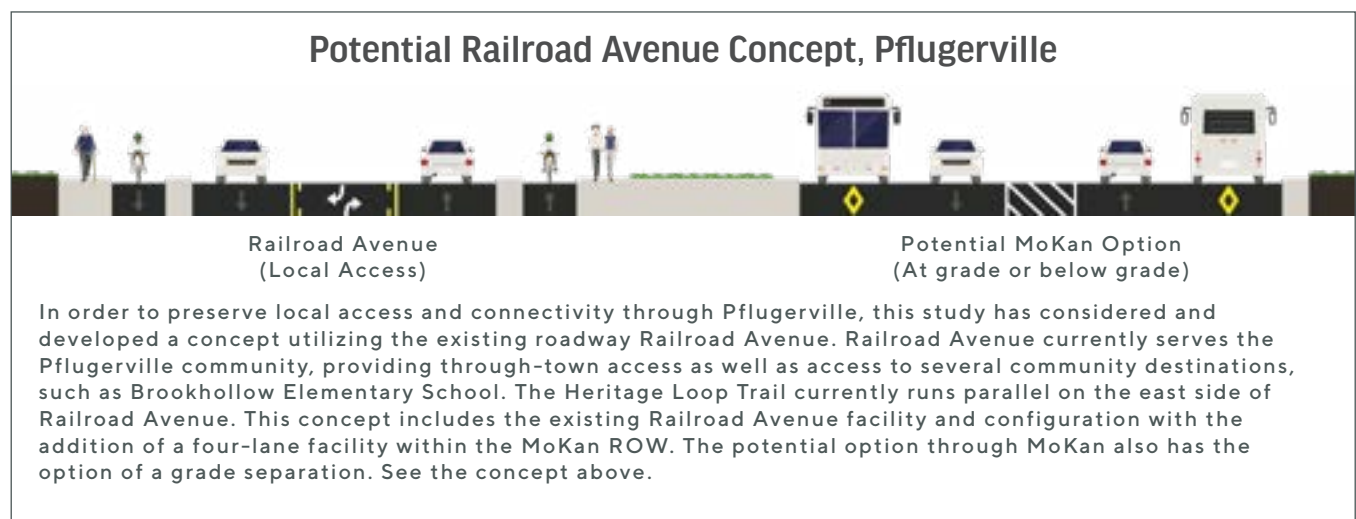 Potential Railroad Avenue Concept, Pflugerville
Railroad Avenue
(Local Access)
Potential MoKan Option
(At grade or below grade)
In order to preserve local access and connectivity through Pflugerville, this study has considered and
developed a concept utilizing the existing roadway Railroad Avenue. Railroad Avenue currently serves the
Pflugerville community, providing through-town access as well as access to several community destinations,
such as Brookhollow Elementary School. The Heritage Loop Trail currently runs parallel on the east side of
Railroad Avenue. This concept includes the existing Railroad Avenue facility and configuration with the
addition of a four-lane facility within the MoKan ROW. The potential option through MoKan also has the
option of a grade separation. See the concept above.